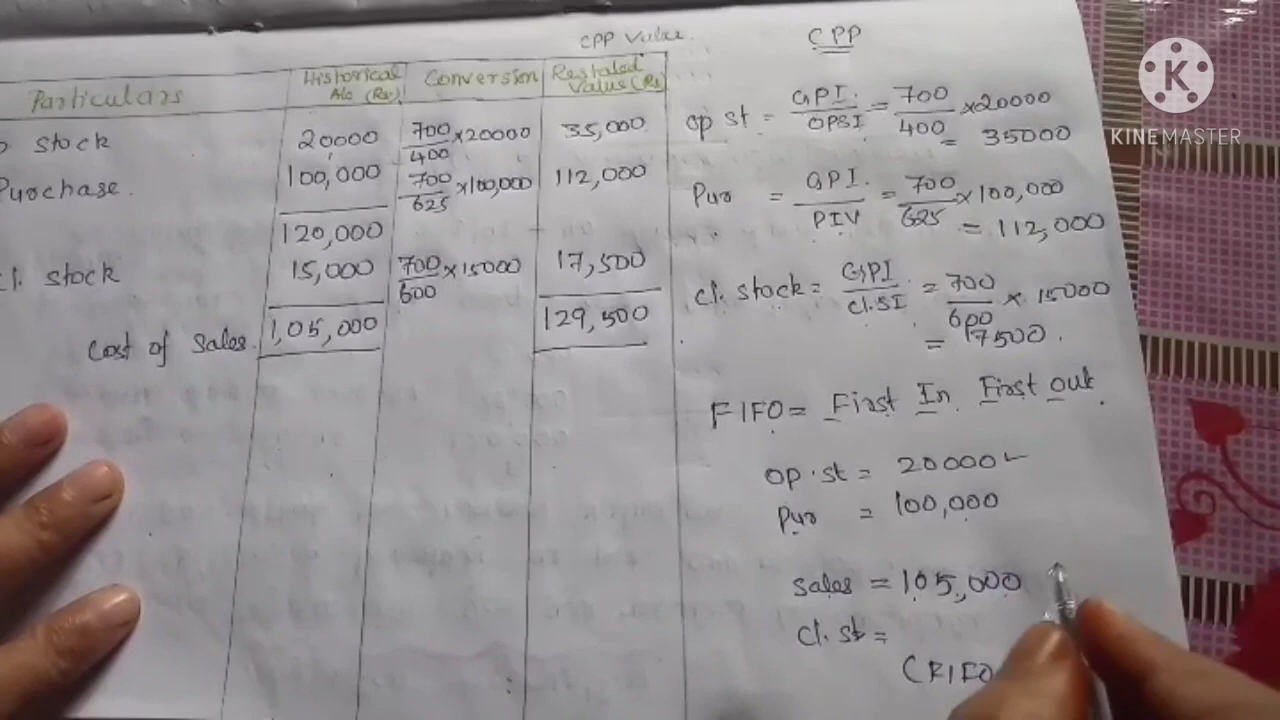 CPP Value.
Particulars Historical A/c (Rs.) Conversion Restated Value (Rs)
stock 20000 700/400 ×20000 35,000
Purchase. 100,000 700/625 ×100,000 112,000
120,000
Cl. stock 15,000 700/600 ×15000 17,500
Cost of Sales. 1,05,000 129,500
CPP
op st = GPI./OPSI = 700/400 ×20000
= 35000
Pur = GPI./PIV = 700/625 ×100,000
= 112,000
Cl. stock = GPI/Cl.SI = 700/600 × 15000
= 17500.
FIFO = First In First out.
op.st = 20000
Pur = 100,000
Sales = 105,000
Cl. st =
(FIFO
K
KINEMASTER